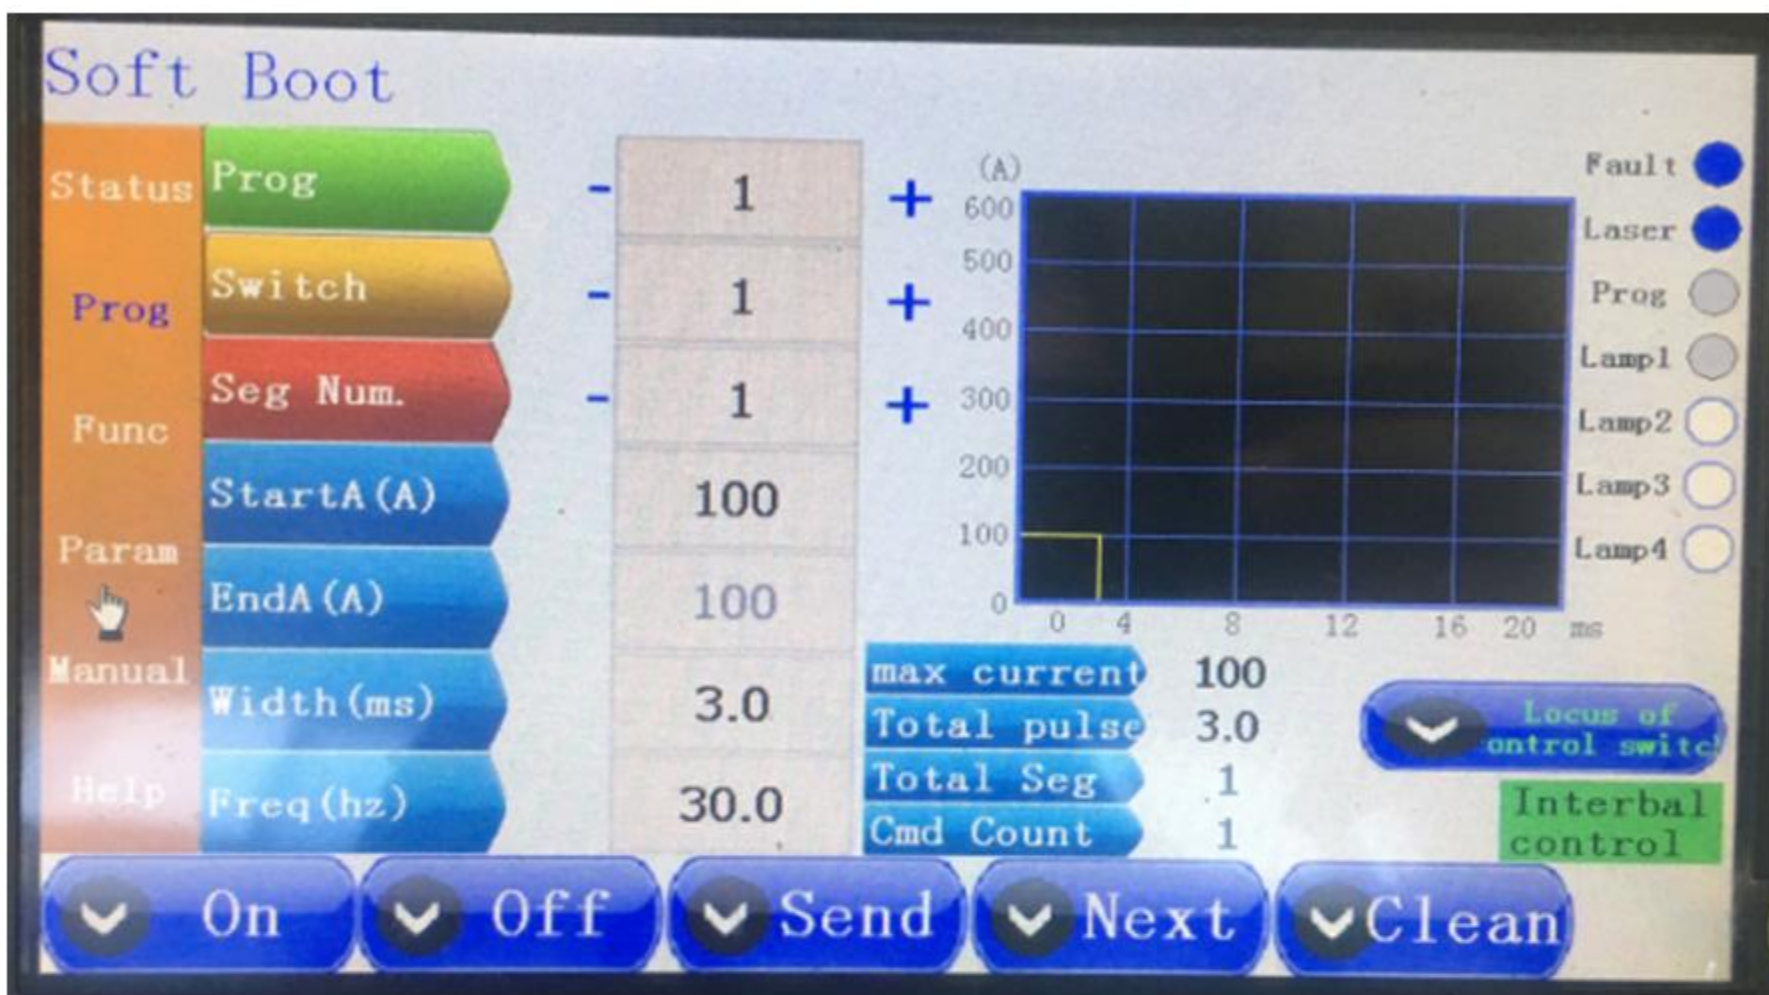 Soft Boot
Status
Prog
Func
Param
Manual
Help
Prog - 1 +
Switch - 1 +
Seg Num. - 1 +
StartA(A) 100
EndA(A) 100
Width(ms) 3.0
Freq(hz) 30.0
(A)
600
500
400
300
200
100
0
0 4 8 12 16 20 ms
Fault
Laser
Prog
Lamp1
Lamp2
Lamp3
Lamp4
max current 100
Total pulse 3.0
Total Seg 1
Cmd Count 1
Locus of
ontrol switc
Interbal
control
On Off Send Next Clean